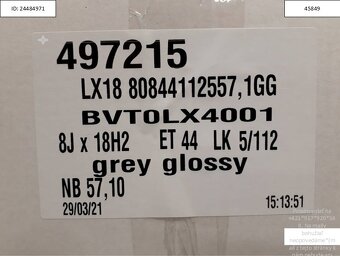 ID: 24484971
45849
497215
LX18 80844112557,1GG
BVT0LX4001
8J x 18H2 ET 44 LK 5/112
grey glossy
NB 57,10
29/03/21
15:13:51